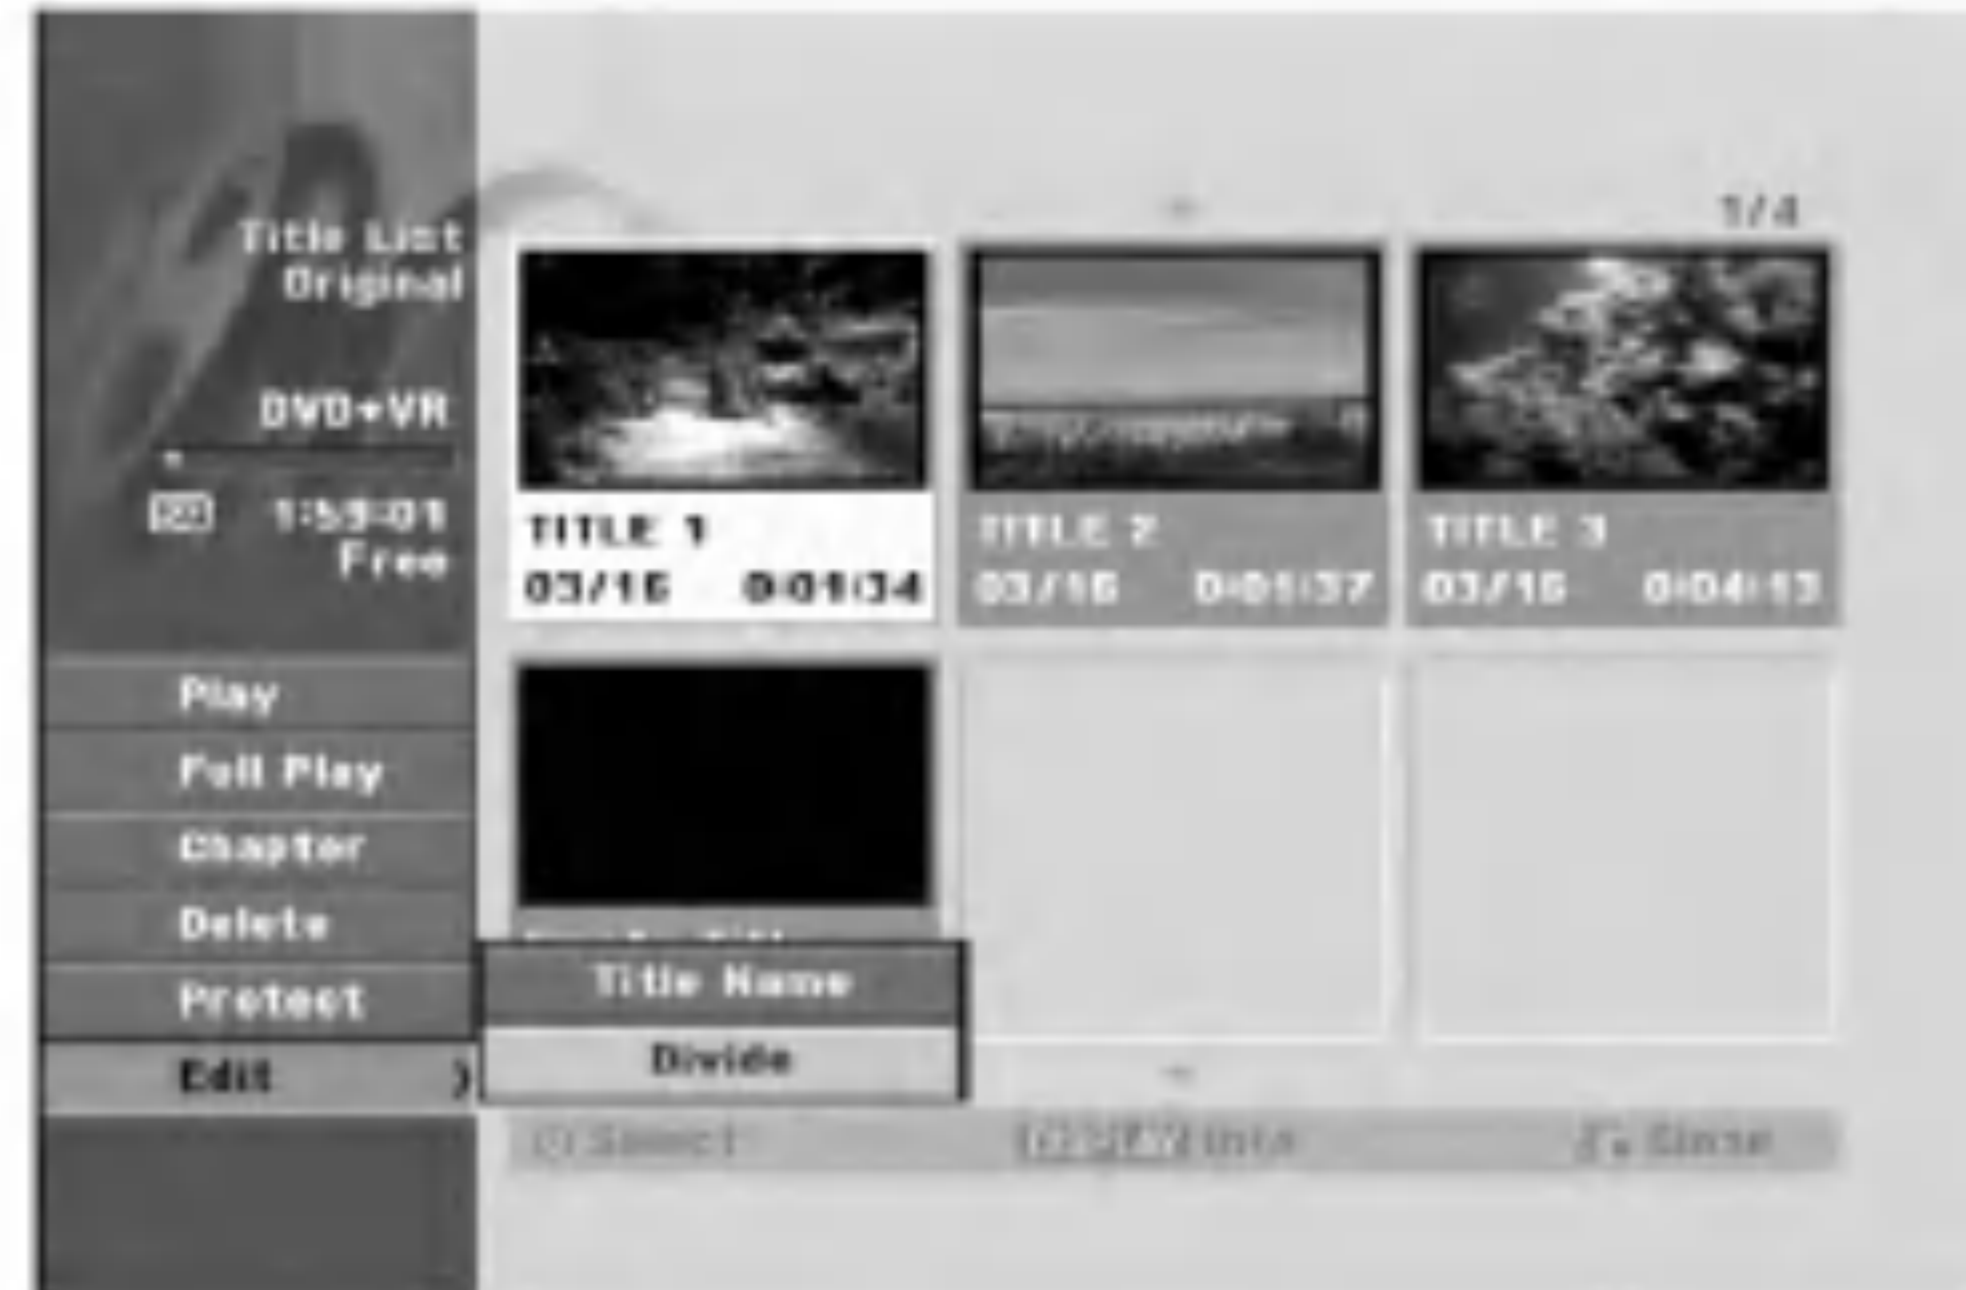 Title List
Original
DVD+VR
1:59:01
Free
Play
Full Play
Chapter
Delete
Protect
Edit
Title Name
Divide
1/4
TITLE 1
03/16 0:01:34
TITLE 2
03/16 0:01:37
TITLE 3
03/16 0:04:13
Select
Info
Close